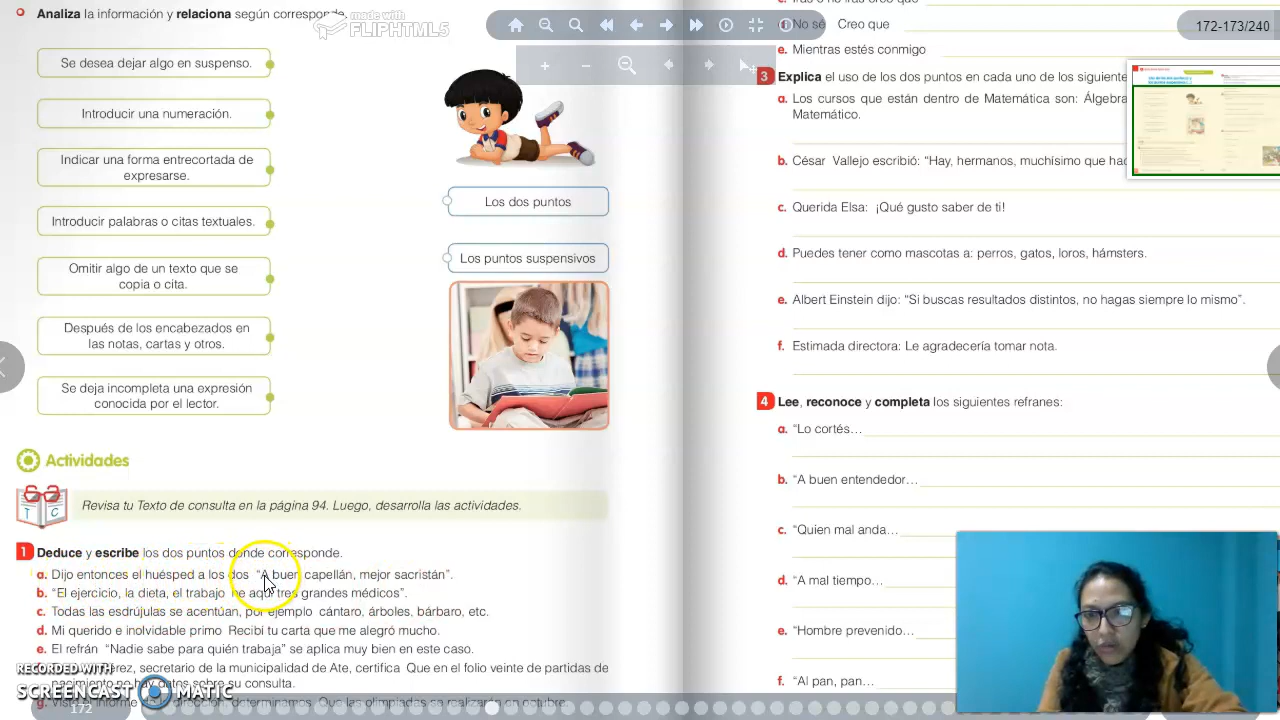 Analiza la información y relaciona según corresponde.
made with
FLIPHTML5
172-173/240
Se desea dejar algo en suspenso.
Introducir una numeración.
Indicar una forma entrecortada de
expresarse.
Introducir palabras o citas textuales.
Omitir algo de un texto que se
copia o cita.
Después de los encabezados en
las notas, cartas y otros.
Se deja incompleta una expresión
conocida por el lector.
Los dos puntos
Los puntos suspensivos
Actividades
T C
Revisa tu Texto de consulta en la página 94. Luego, desarrolla las actividades.
1 Deduce y escribe los dos puntos donde corresponde.
a. Dijo entonces el huésped a los dos “A buen capellán, mejor sacristán”.
b. “El ejercicio, la dieta, el trabajo he aquí tres grandes médicos”.
c. Todas las esdrújulas se acentúan, por ejemplo cántaro, árboles, bárbaro, etc.
d. Mi querido e inolvidable primo Recibí tu carta que me alegró mucho.
e. El refrán “Nadie sabe para quién trabaja” se aplica muy bien en este caso.
secretario de la municipalidad de Ate, certifica Que en el folio veinte de partidas de
nacimiento no sobre su consulta.
g. determinamos Que las olimpiadas se realizarán en octubre.
RECORDED WITH
SCREENCAST MATIC
172
d. No sé Creo que
e. Mientras estés conmigo
3 Explica el uso de los dos puntos en cada uno de los siguiente
a. Los cursos que están dentro de Matemática son: Álgebra
Matemático.
b. César Vallejo escribió: “Hay, hermanos, muchísimo que hac
c. Querida Elsa: ¡Qué gusto saber de ti!
d. Puedes tener como mascotas a: perros, gatos, loros, hámsters.
e. Albert Einstein dijo: “Si buscas resultados distintos, no hagas siempre lo mismo”.
f. Estimada directora: Le agradecería tomar nota.
4 Lee, reconoce y completa los siguientes refranes:
a. “Lo cortés…
b. “A buen entendedor…
c. “Quien mal anda…
d. “A mal tiempo…
e. “Hombre prevenido…
f. “Al pan, pan…